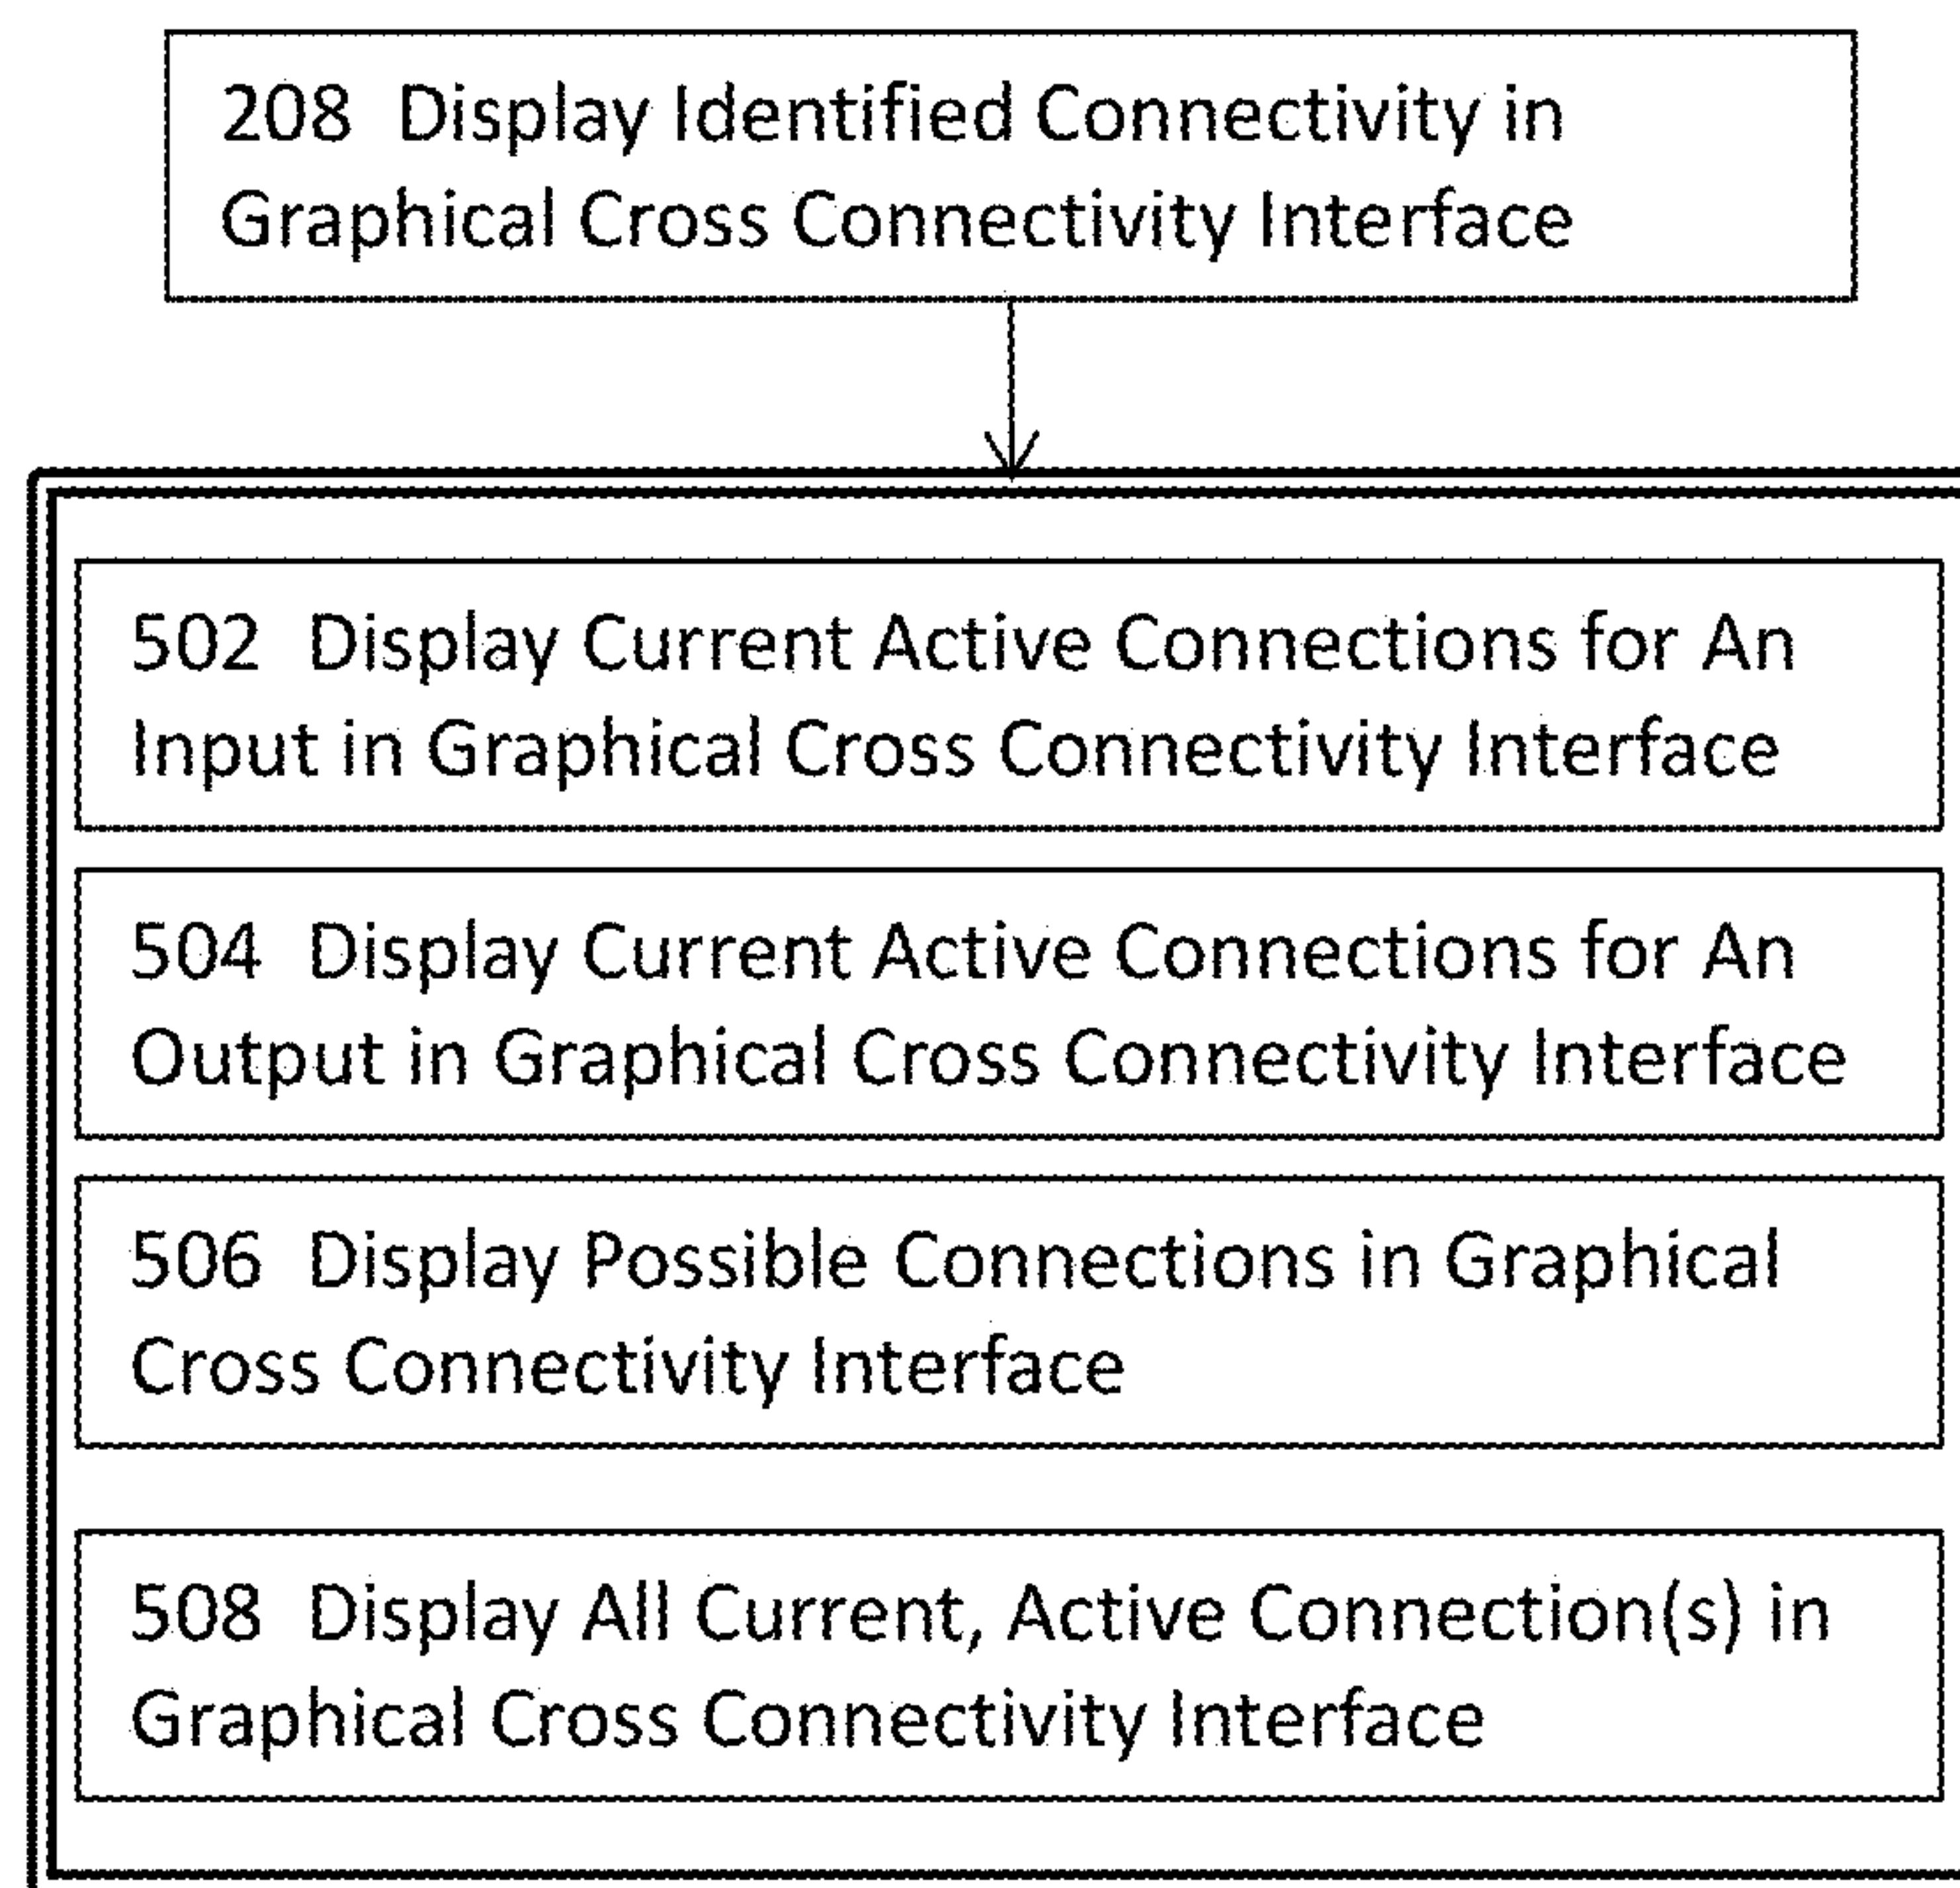 208 Display Identified Connectivity in
Graphical Cross Connectivity Interface
502 Display Current Active Connections for An
Input in Graphical Cross Connectivity Interface
504 Display Current Active Connections for An
Output in Graphical Cross Connectivity Interface
506 Display Possible Connections in Graphical
Cross Connectivity Interface
508 Display All Current, Active Connection(s) in
Graphical Cross Connectivity Interface